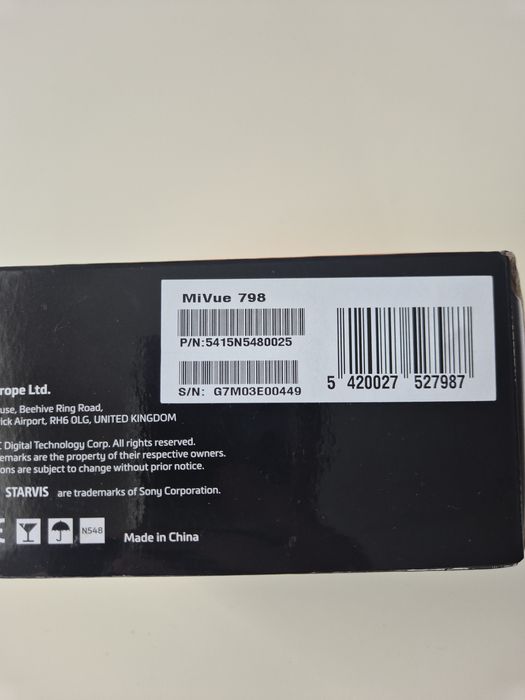 MiVue 798
P/N:5415N5480025
S/N: G7M03E00449
5 420027 527987
rope Ltd.
use, Beehive Ring Road,
ick Airport, RH6 0LG, UNITED KINGDOM
Digital Technology Corp. All rights reserved.
emarks are the property of their respective owners.
ons are subject to change without prior notice.
STARVIS are trademarks of Sony Corporation.
N548
Made in China